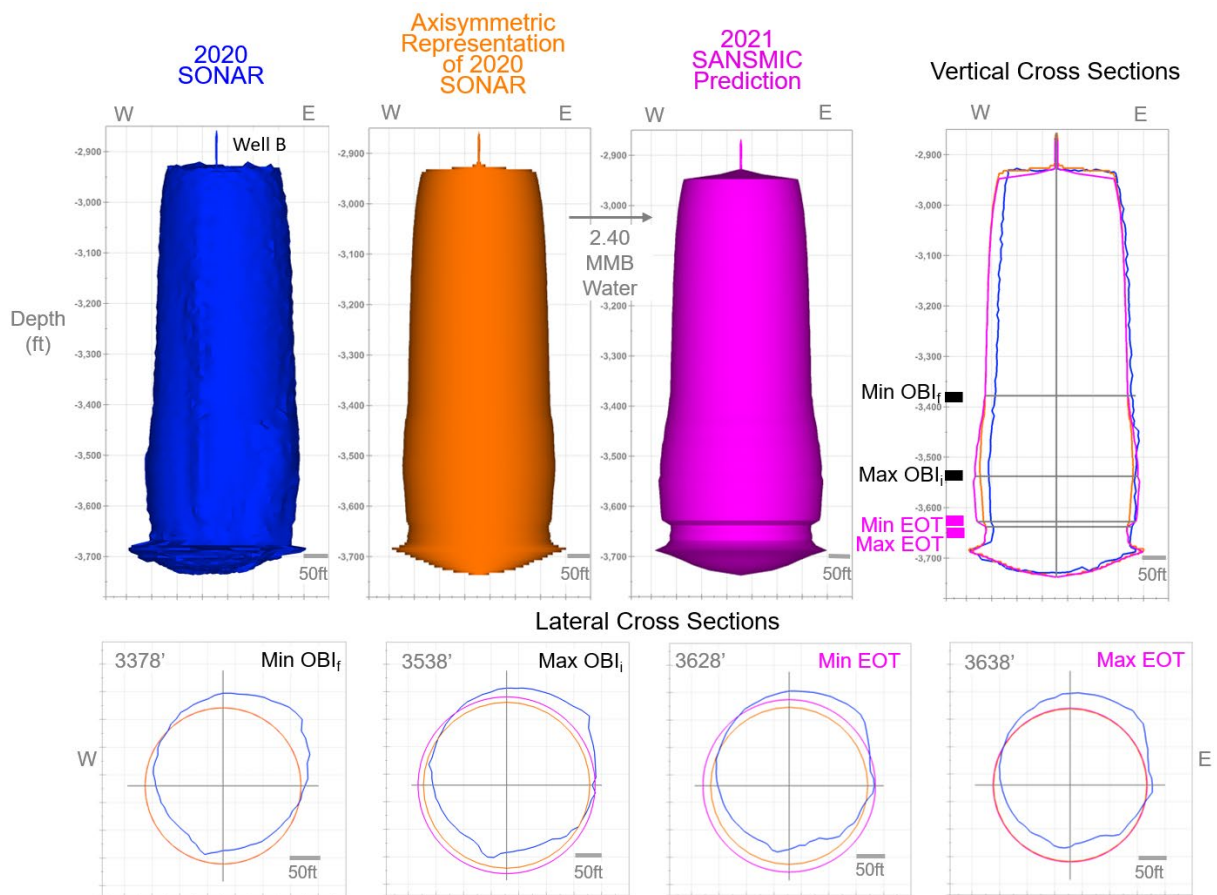 2020
SONAR
Axisymmetric
Representation
of 2020
SONAR
2021
SANSMIC
Prediction
Vertical Cross Sections
W E
W E
W E
W E
Well B
-2,900
-3,000
-3,100
-3,200
-3,300
-3,400
-3,500
-3,600
-3,700
-2,900
-3,000
-3,100
-3,200
-3,300
-3,400
-3,500
-3,600
-3,700
-2,900
-3,000
-3,100
-3,200
-3,300
-3,400
-3,500
-3,600
-3,700
-2,900
-3,000
-3,100
-3,200
-3,300
-3,400
-3,500
-3,600
-3,700
Depth
(ft)
2.40
MMB
Water
Min OBIf
Max OBIi
Min EOT
Max EOT
50ft
50ft
50ft
50ft
Lateral Cross Sections
3378' Min OBIf
3538' Max OBIi
3628' Min EOT
3638' Max EOT
W
E
50ft
50ft
50ft
50ft